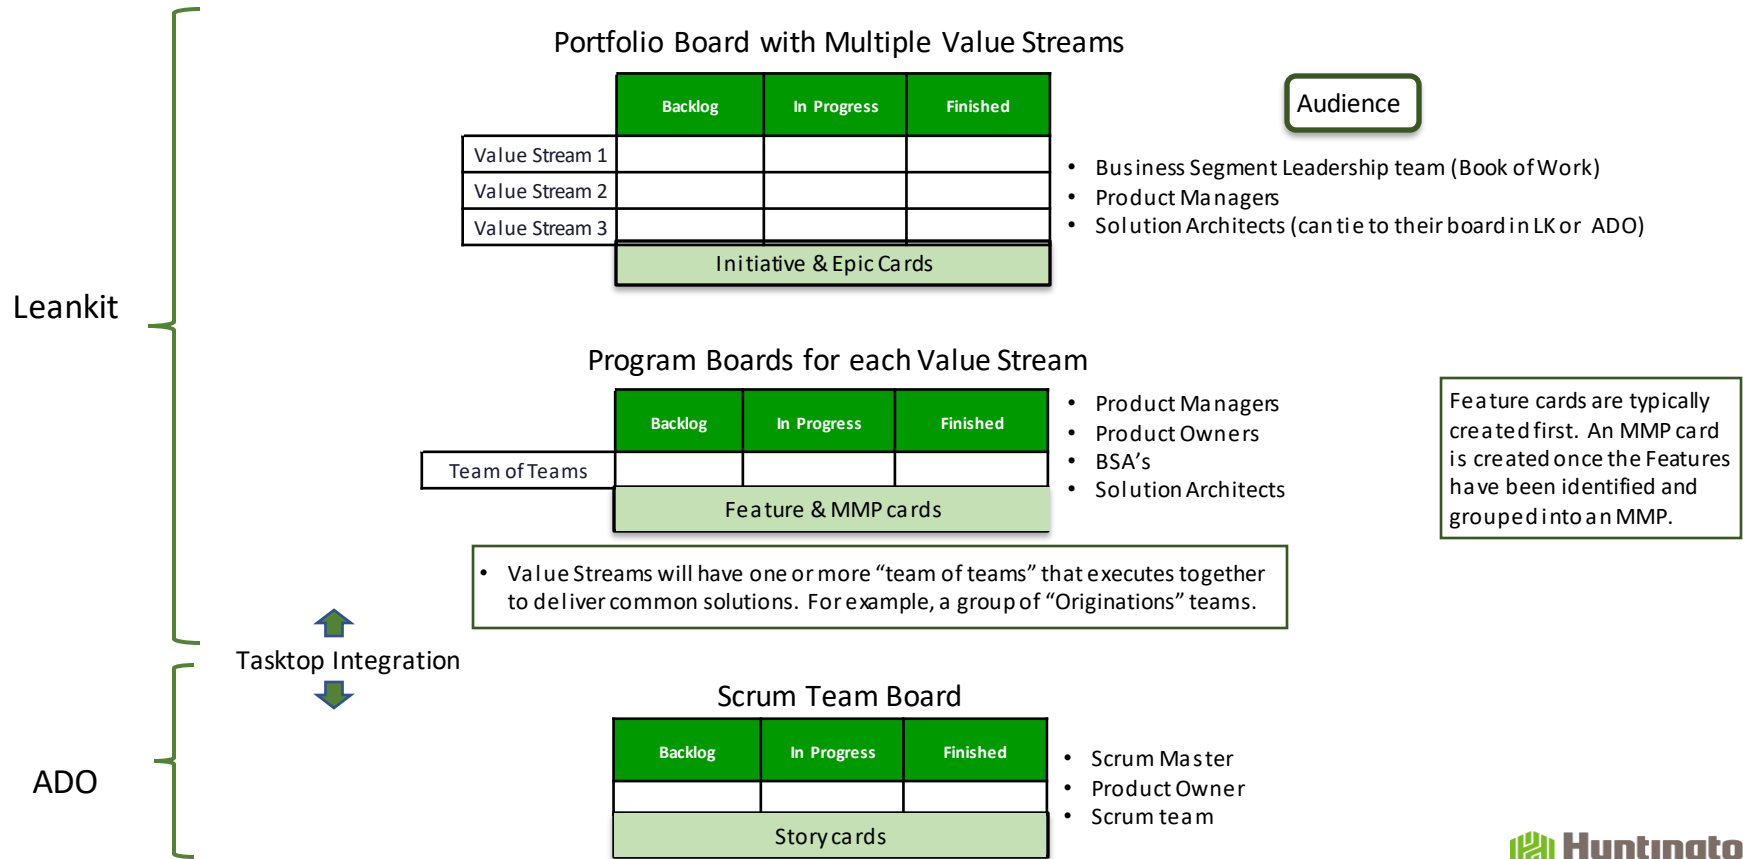 Portfolio Board with Multiple Value Streams
Backlog In Progress Finished
Audience
Value Stream 1
Value Stream 2
Value Stream 3
Initiative & Epic Cards
• Business Segment Leadership team (Book of Work)
• Product Managers
• Solution Architects (can tie to their board in LK or ADO)
Leankit
Program Boards for each Value Stream
Backlog In Progress Finished
Team of Teams
Feature & MMP cards
• Product Managers
• Product Owners
• BSA's
• Solution Architects
Feature cards are typically
created first. An MMP card
is created once the Features
have been identified and
grouped into an MMP.
• Value Streams will have one or more “team of teams” that executes together
to deliver common solutions. For example, a group of “Originations” teams.
Tasktop Integration
Scrum Team Board
Backlog In Progress Finished
Story cards
• Scrum Master
• Product Owner
• Scrum team
ADO